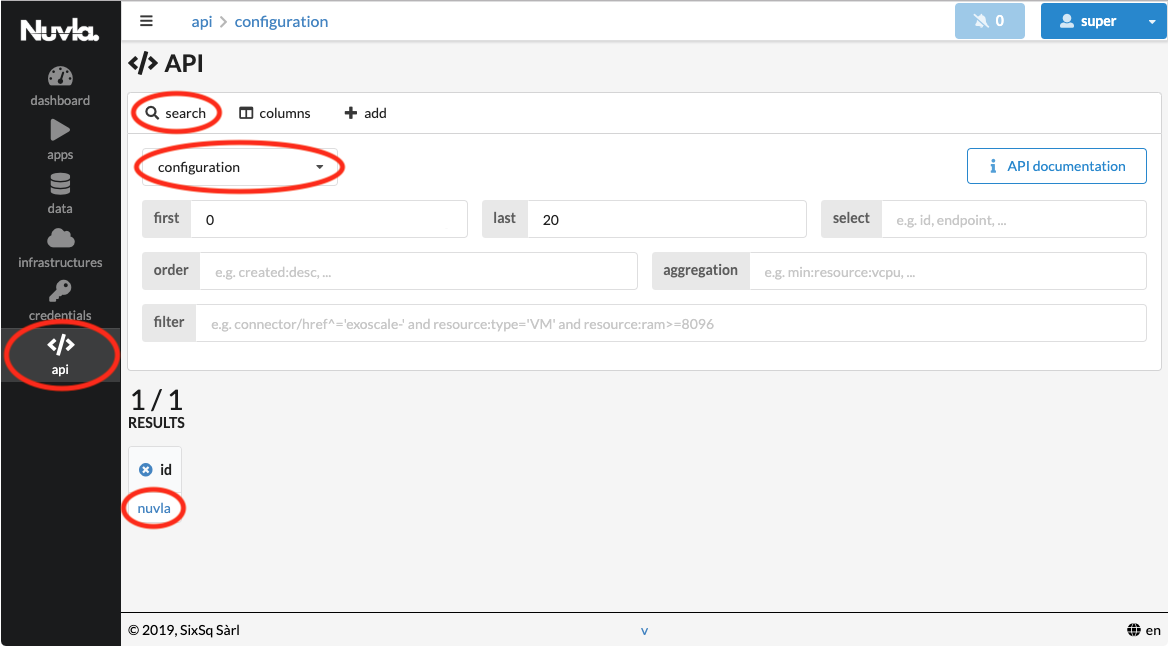 Nuvla.
api > configuration
0
super
dashboard
apps
data
infrastructures
credentials
api
</> API
search
columns
add
configuration
API documentation
first 0
last 20
select e.g. id, endpoint, ...
order e.g. created:desc, ...
aggregation e.g. min:resource:vcpu, ...
filter e.g. connector/href^='exoscale-' and resource:type='VM' and resource:ram>=8096
1 / 1
RESULTS
id
nuvla
© 2019, SixSq Sàrl
v
en